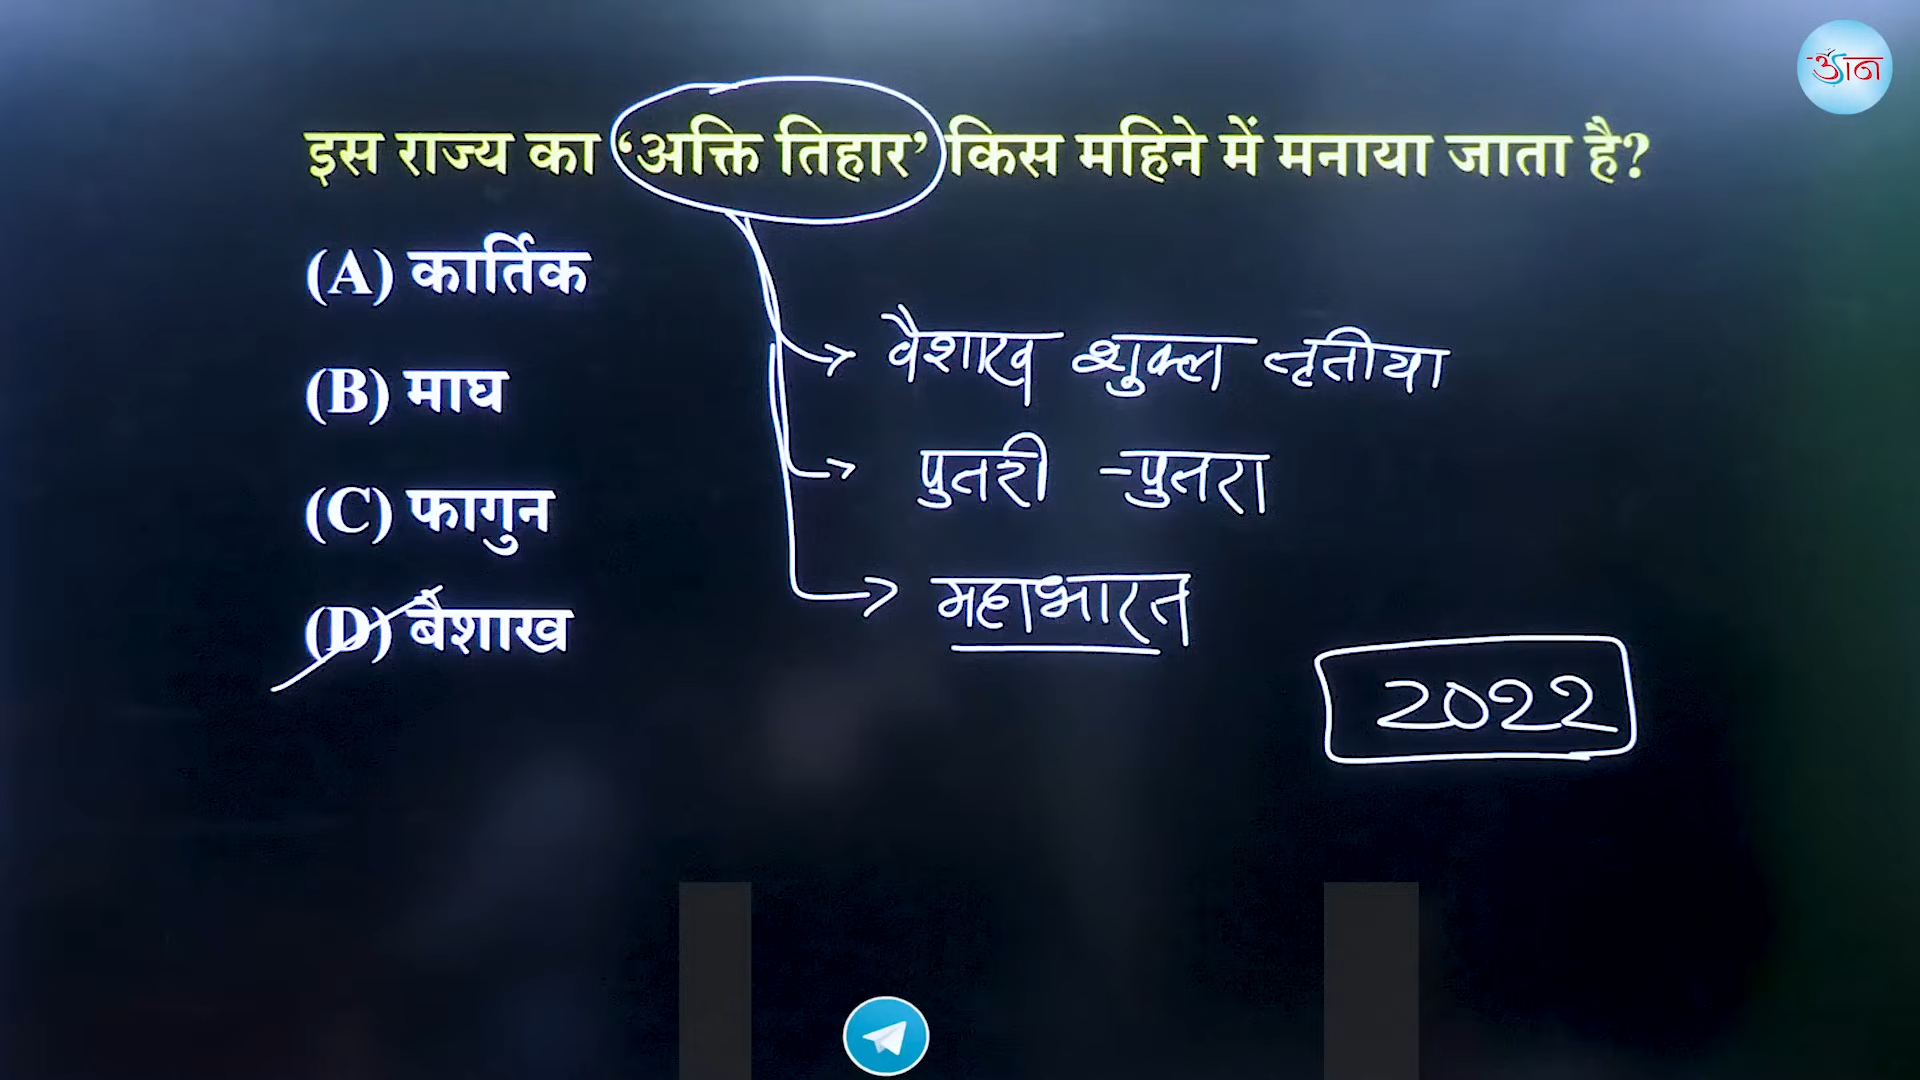 ज्ञान
इस राज्य का ‘अक्ति तिहार’ किस महिने में मनाया जाता है?
(A) कार्तिक
(B) माघ
(C) फागुन
(D) बैशाख
वैशाख शुक्ल तृतीया
पुतरी - पुतरा
महाभारत
2022